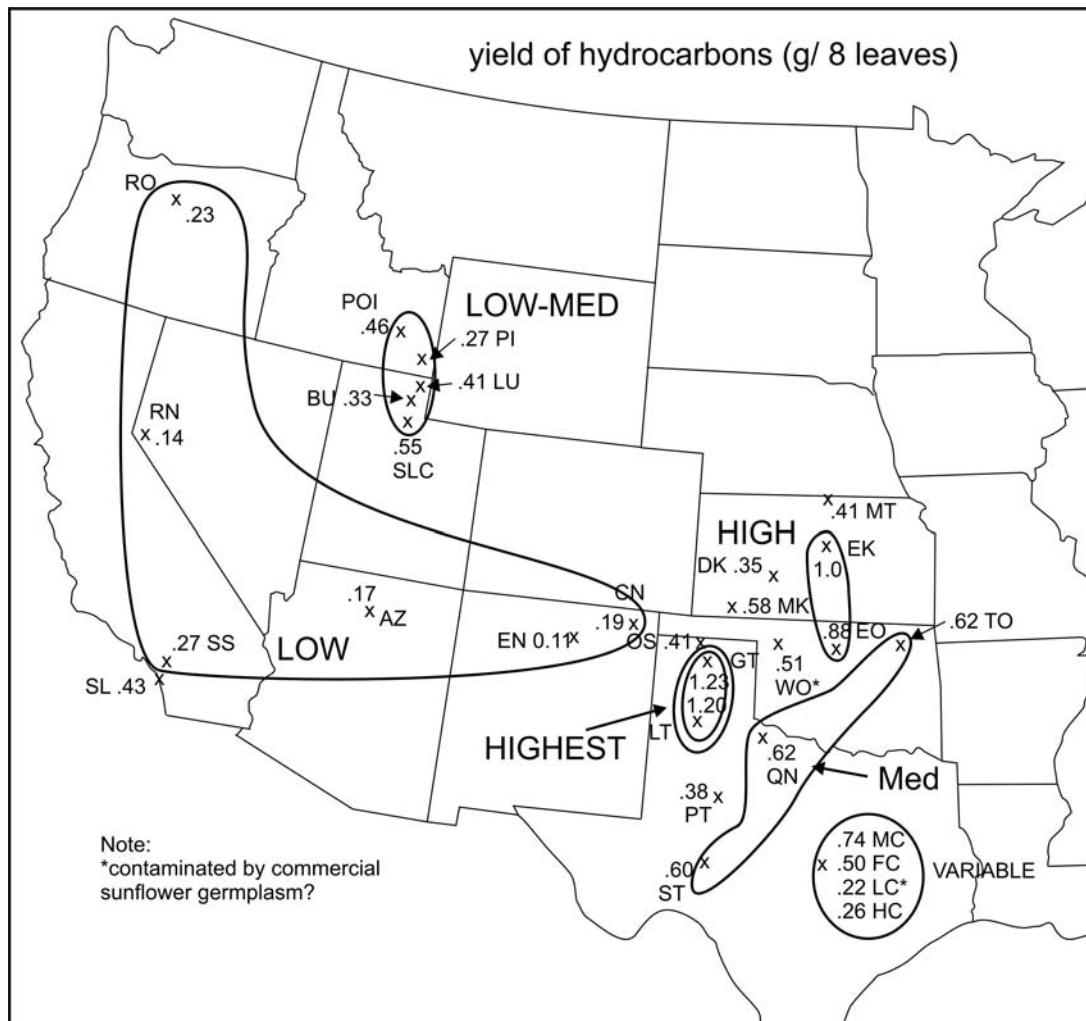 yield of hydrocarbons (g/ 8 leaves)
RO
.23
POI
.46
LOW-MED
.27 PI
.41 LU
BU .33
RN
.14
.55
SLC
.41 MT
HIGH
EK
DK .35
1.0
.17
AZ
CN
.58 MK
.19
.88 EO
.62 TO
EN 0.11
OS .41
.27 SS
LOW
GT
.51
WO*
SL .43
1.23
1.20
LT
HIGHEST
.62
QN
Med
.38
PT
Note:
*contaminated by commercial
sunflower germplasm?
.74 MC
.50 FC
VARIABLE
.22 LC*
.26 HC
.60
ST